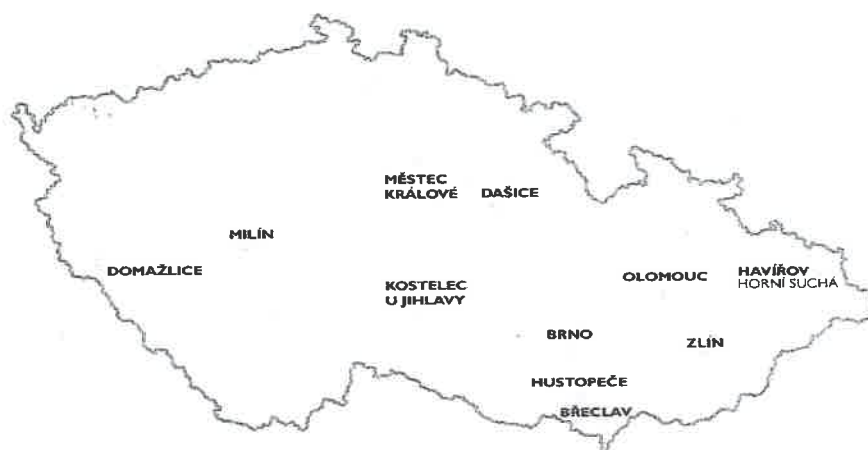 MĚSTEC
KRÁLOVÉ
DAŠICE
MILÍN
DOMAŽLICE
KOSTELEC
U JIHLAVY
OLOMOUC
HAVÍŘOV
HORNÍ SUCHÁ
BRNO
ZLÍN
HUSTOPEČE
BŘECLAV